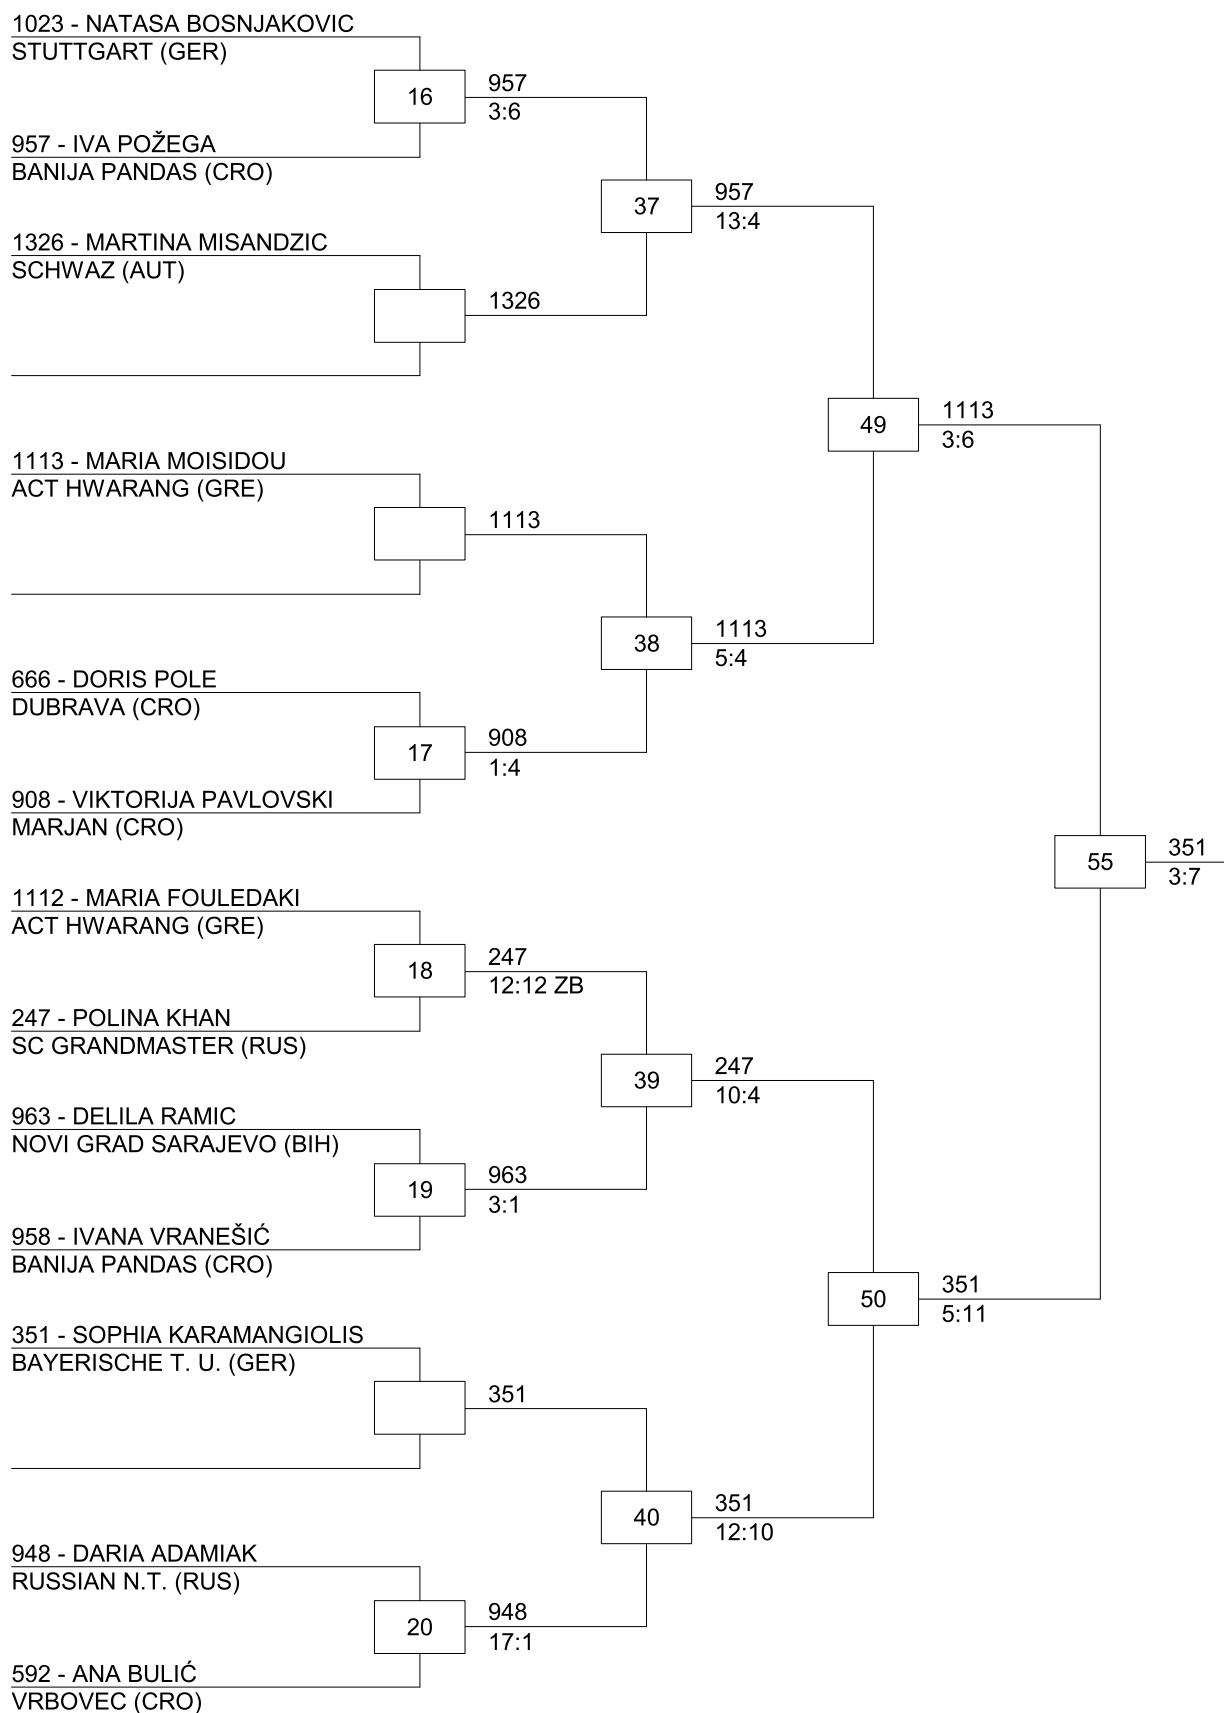 1023 - NATASA BOSNJAKOVIC
STUTTGART (GER)
16
957
3:6
957 - IVA POŽEGA
BANIJA PANDAS (CRO)
37
957
13:4
1326 - MARTINA MISANDZIC
SCHWAZ (AUT)
1326
49
1113
3:6
1113 - MARIA MOISIDOU
ACT HWARANG (GRE)
1113
38
1113
5:4
666 - DORIS POLE
DUBRAVA (CRO)
17
908
1:4
908 - VIKTORIJA PAVLOVSKI
MARJAN (CRO)
55
351
3:7
1112 - MARIA FOULEDAKI
ACT HWARANG (GRE)
18
247
12:12 ZB
247 - POLINA KHAN
SC GRANDMASTER (RUS)
39
247
10:4
963 - DELILA RAMIC
NOVI GRAD SARAJEVO (BIH)
19
963
3:1
958 - IVANA VRANEŠIĆ
BANIJA PANDAS (CRO)
50
351
5:11
351 - SOPHIA KARAMANGIOLIS
BAYERISCHE T. U. (GER)
351
40
351
12:10
948 - DARIA ADAMIAK
RUSSIAN N.T. (RUS)
20
948
17:1
592 - ANA BULIĆ
VRBOVEC (CRO)